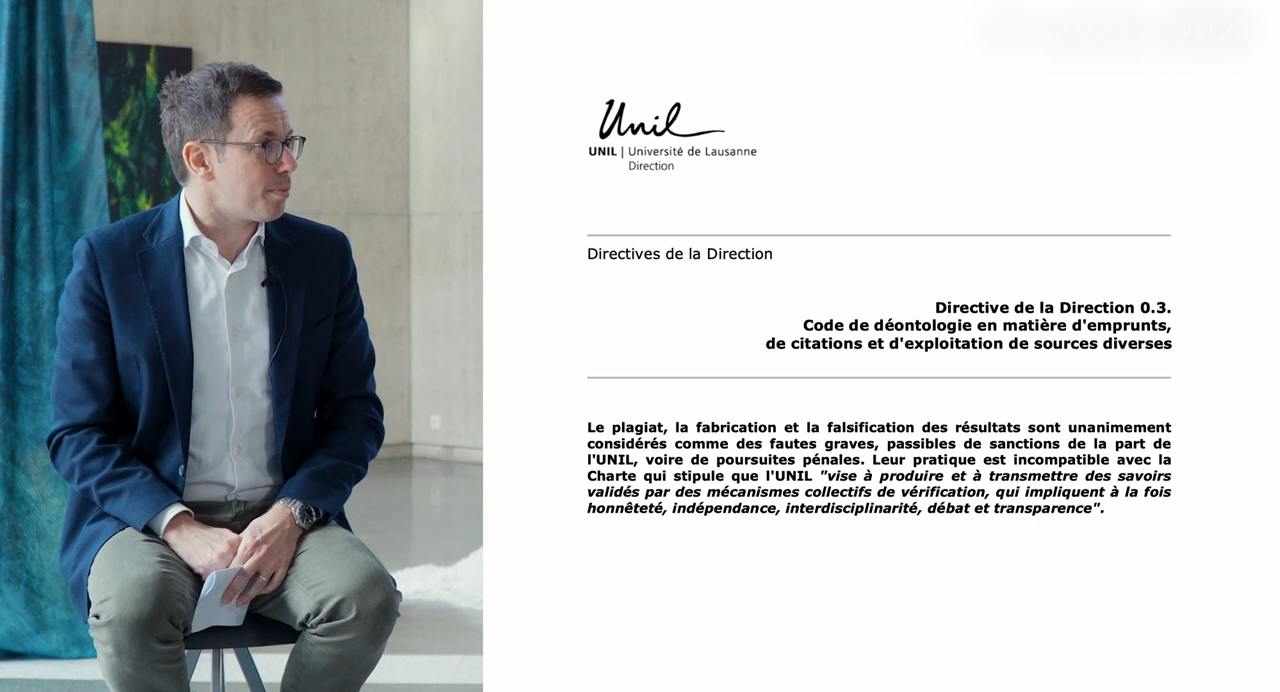 Unil
UNIL | Université de Lausanne
Direction
Directives de la Direction
Directive de la Direction 0.3.
Code de déontologie en matière d'emprunts,
de citations et d'exploitation de sources diverses
Le plagiat, la fabrication et la falsification des résultats sont unanimement
considérés comme des fautes graves, passibles de sanctions de la part de
l'UNIL, voire de poursuites pénales. Leur pratique est incompatible avec la
Charte qui stipule que l'UNIL "vise à produire et à transmettre des savoirs
validés par des mécanismes collectifs de vérification, qui impliquent à la fois
honnêteté, indépendance, interdisciplinarité, débat et transparence".